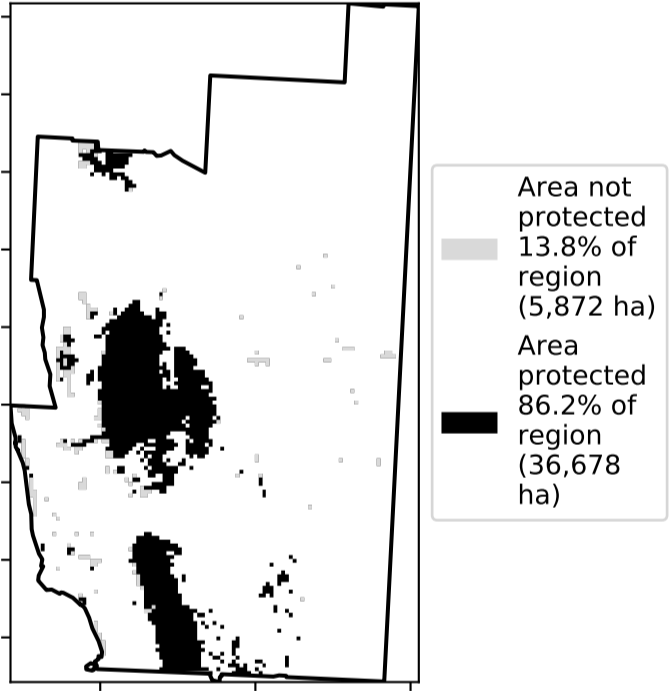 Area not
protected
13.8% of
region
(5,872 ha)
Area
protected
86.2% of
region
(36,678
ha)